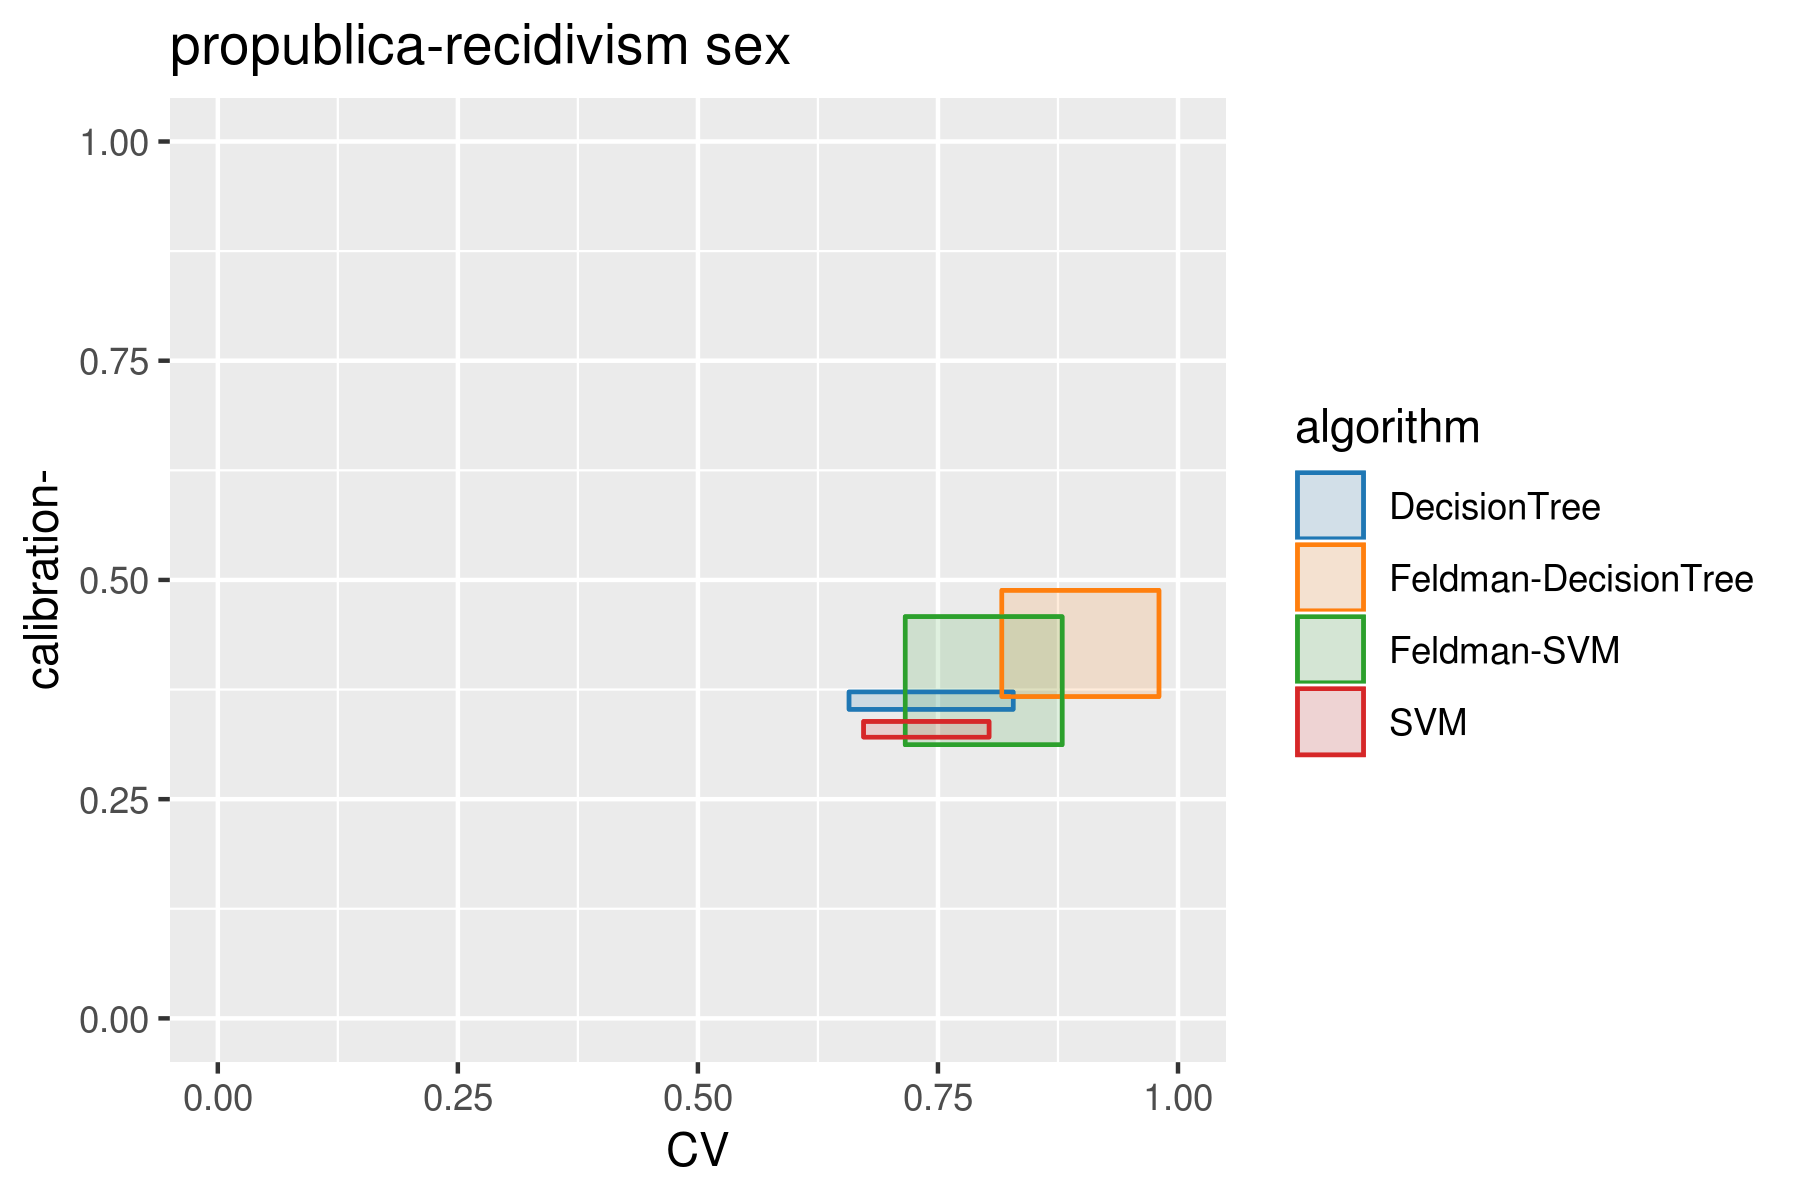 propublica-recidivism sex
1.00
0.75
0.50
0.25
0.00
calibration-
0.00 0.25 0.50 0.75 1.00
CV
algorithm
DecisionTree
Feldman-DecisionTree
Feldman-SVM
SVM